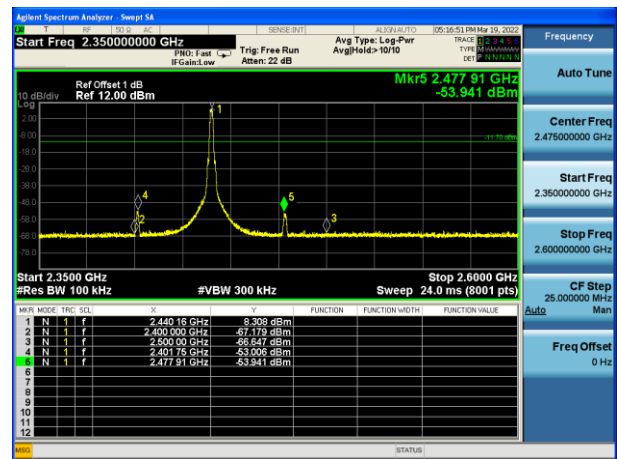 Agilent Spectrum Analyzer - Swept SA
T RF 50 Ω AC SENSE:INT ALIGN AUTO 05:16:51 PM Mar 19, 2022
Start Freq 2.350000000 GHz
PNO: Fast Trig: Free Run Avg Type: Log-Pwr TRACE 1 2 3 4 5 6
IFGain:Low Atten: 22 dB Avg|Hold:> 10/10 TYPE M
DET P N N N N N
Frequency
Auto Tune
Center Freq
2.475000000 GHz
Start Freq
2.350000000 GHz
Stop Freq
2.600000000 GHz
CF Step
25.000000 MHz
Auto Man
Freq Offset
0 Hz
Mkr5 2.477 91 GHz
-53.941 dBm
Ref Offset 1 dB
10 dB/div Ref 12.00 dBm
Log
2.00
-8.00
-18.0
-28.0
-38.0
-48.0
-58.0
-68.0
-78.0
-11.70 dBm
1
4
2
5
3
Start 2.3500 GHz Stop 2.6000 GHz
#Res BW 100 kHz #VBW 300 kHz Sweep 24.0 ms (8001 pts)
MKR MODE TRC SCL X Y FUNCTION FUNCTION WIDTH FUNCTION VALUE
1 N 1 f 2.440 16 GHz 8.308 dBm
2 N 1 f 2.400 000 GHz -67.179 dBm
3 N 1 f 2.500 00 GHz -66.647 dBm
4 N 1 f 2.401 75 GHz -53.006 dBm
5 N 1 f 2.477 91 GHz -53.941 dBm
6
7
8
9
10
11
12
MSG STATUS